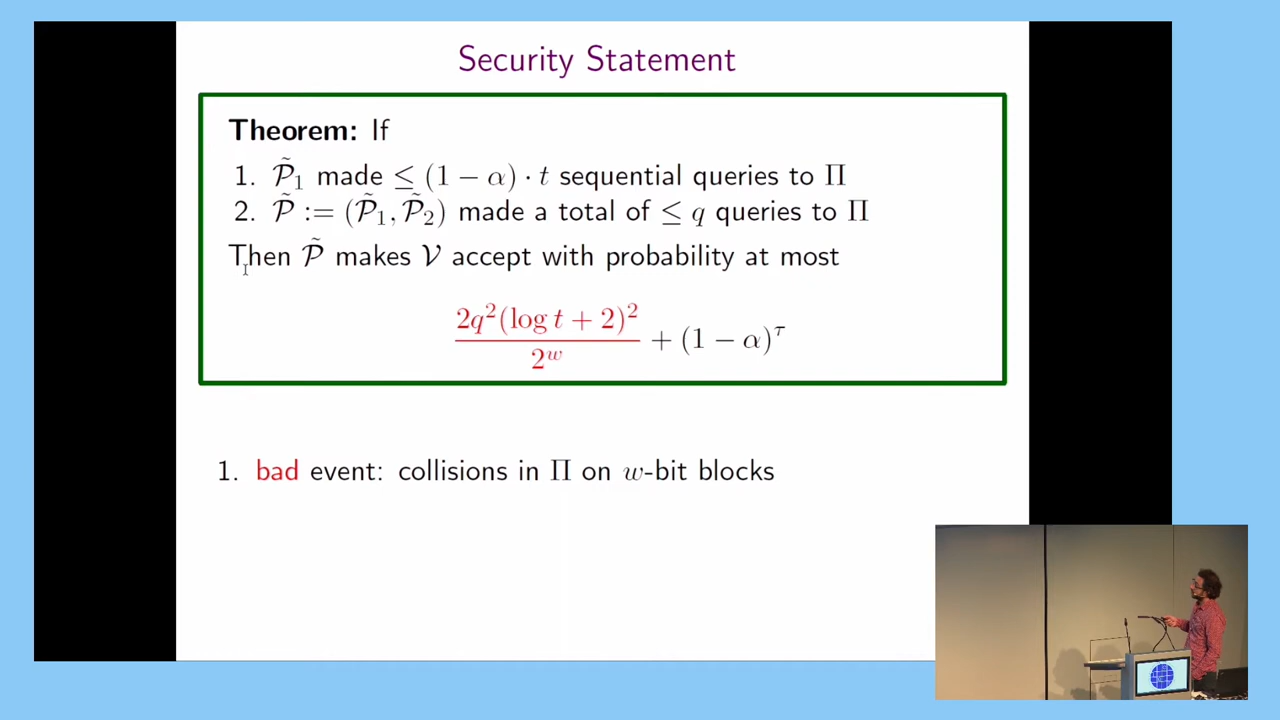 Security Statement
Theorem: If
1. P̃₁ made ≤ (1 − α) · t sequential queries to Π
2. P̃ := (P̃₁, P̃₂) made a total of ≤ q queries to Π
Then P̃ makes V accept with probability at most
2q²(log t + 2)² / 2ʷ + (1 − α)^τ
1. bad event: collisions in Π on w-bit blocks